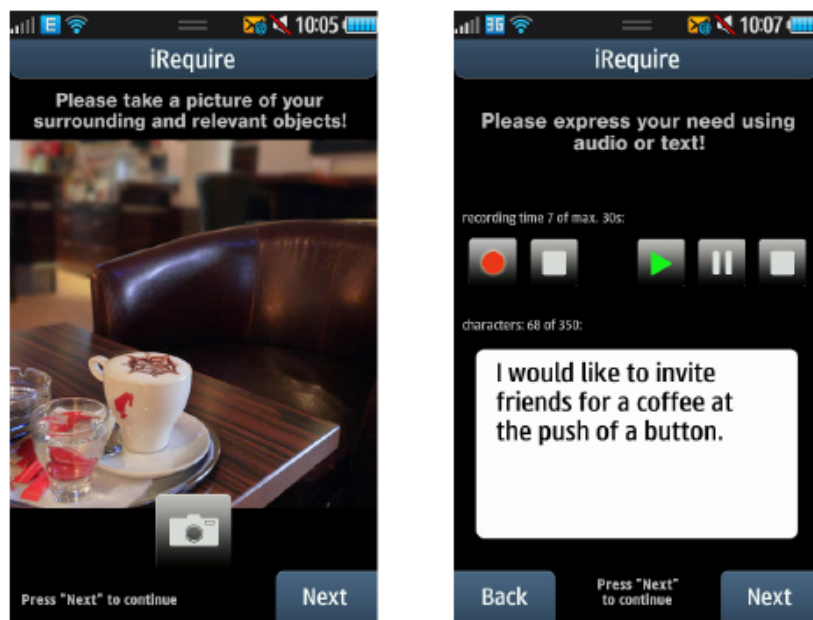 E
10:05
iRequire
Please take a picture of your
surrounding and relevant objects!
Press "Next" to continue
Next
3G
10:07
iRequire
Please express your need using
audio or text!
recording time 7 of max. 30s:
characters: 68 of 350:
I would like to invite
friends for a coffee at
the push of a button.
Back
Press "Next"
to continue
Next